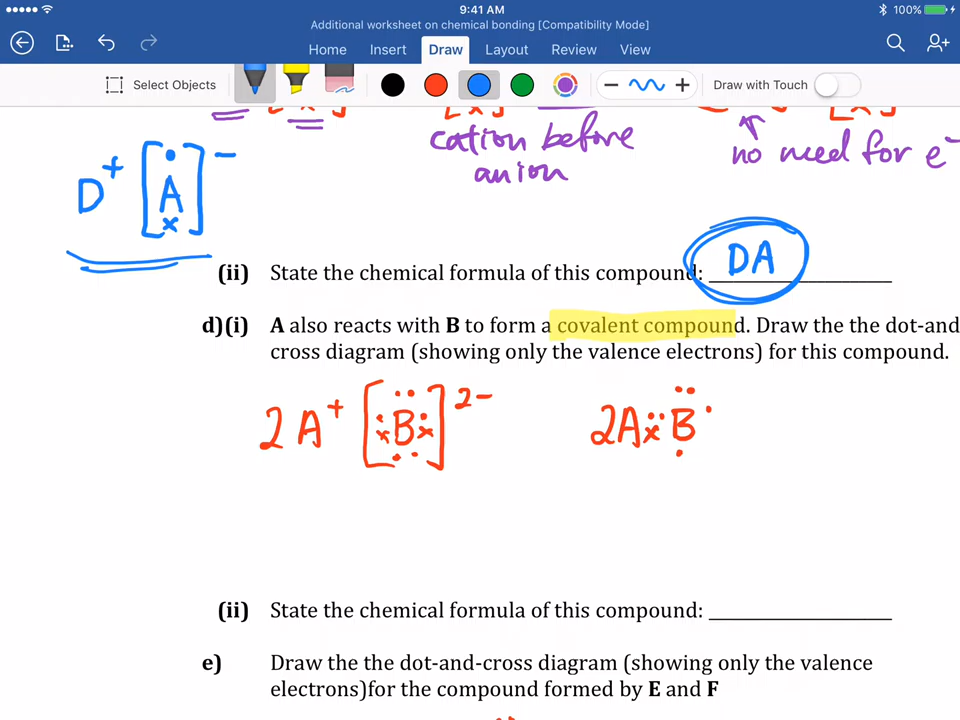 9:41 AM
100%
Additional worksheet on chemical bonding [Compatibility Mode]
Home Insert Draw Layout Review View
Select Objects
Draw with Touch
cation before
anion
no need for e⁻
D⁺ [A]⁻
x
(ii) State the chemical formula of this compound: DA
d)(i) A also reacts with B to form a covalent compound. Draw the the dot-and-
cross diagram (showing only the valence electrons) for this compound.
2A⁺ [x B x]²⁻
2A x B
(ii) State the chemical formula of this compound: ____________________
e) Draw the the dot-and-cross diagram (showing only the valence
electrons)for the compound formed by E and F